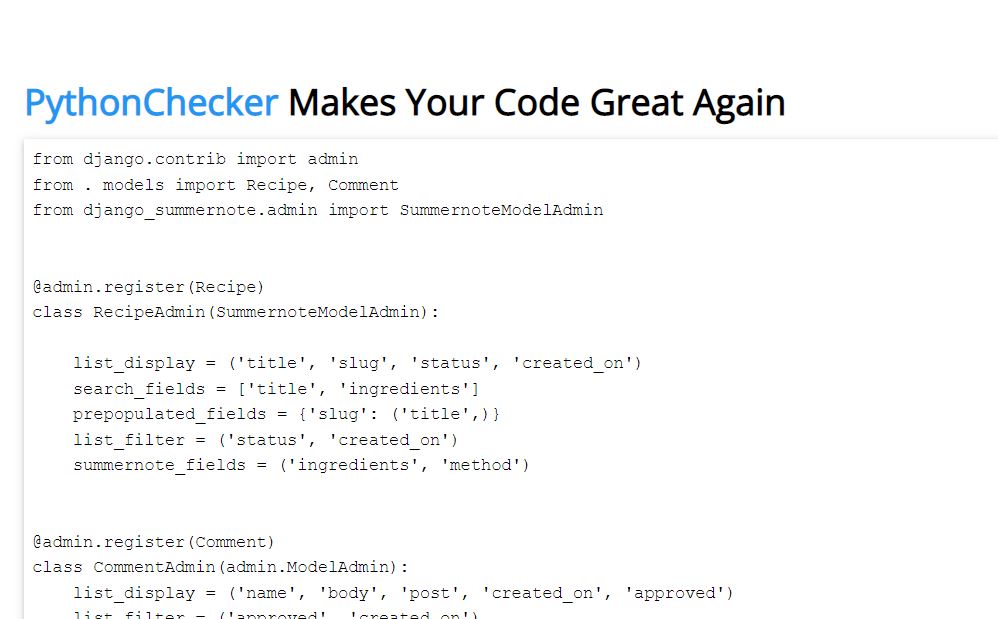 PythonChecker Makes Your Code Great Again
from django.contrib import admin
from . models import Recipe, Comment
from django_summernote.admin import SummernoteModelAdmin
@admin.register(Recipe)
class RecipeAdmin(SummernoteModelAdmin):
list_display = ('title', 'slug', 'status', 'created_on')
search_fields = ['title', 'ingredients']
prepopulated_fields = {'slug': ('title',)}
list_filter = ('status', 'created_on')
summernote_fields = ('ingredients', 'method')
@admin.register(Comment)
class CommentAdmin(admin.ModelAdmin):
list_display = ('name', 'body', 'post', 'created_on', 'approved')
list_filter = ('approved', 'created_on')